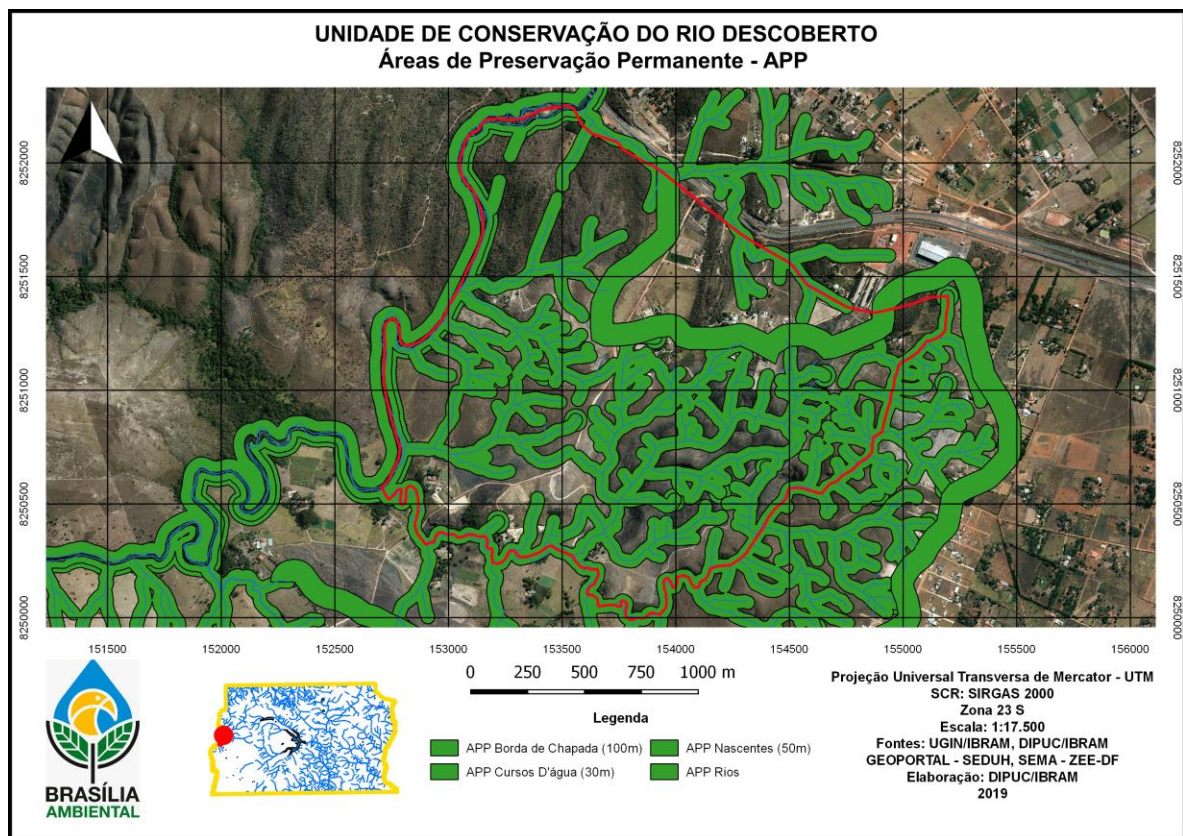 UNIDADE DE CONSERVAÇÃO DO RIO DESCOBERTO
Áreas de Preservação Permanente - APP
8252000
8251500
8251000
8250500
8250000
8252000
8251500
8251000
8250500
8250000
151500 152000 152500 153000 153500 154000 154500 155000 155500 156000
BRASÍLIA
AMBIENTAL
0 250 500 750 1000 m
Legenda
APP Borda de Chapada (100m) APP Nascentes (50m)
APP Cursos D'água (30m) APP Rios
Projeção Universal Transversa de Mercator - UTM
SCR: SIRGAS 2000
Zona 23 S
Escala: 1:17.500
Fontes: UGIN/IBRAM, DIPUC/IBRAM
GEOPORTAL - SEDUH, SEMA - ZEE-DF
Elaboração: DIPUC/IBRAM
2019